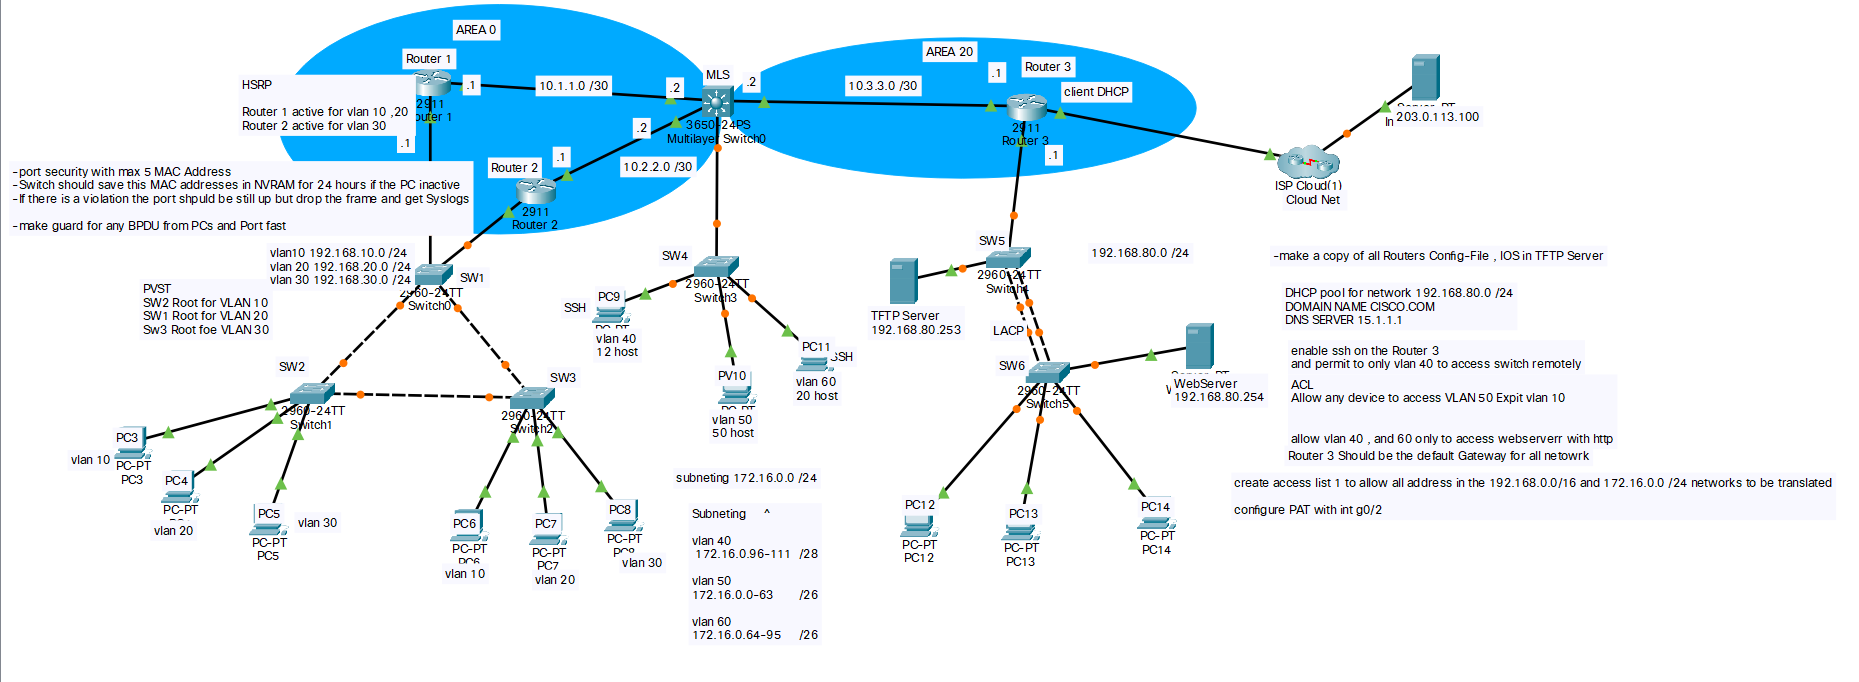 AREA 0
Router 1
HSRP
Router 1 active for vlan 10 ,20
Router 2 active for vlan 30
2911
outer 1
.1
10.1.1.0 /30
.2
MLS
.2
3650-24PS
Multilaye Switch0
.1
.2
10.2.2.0 /30
Router 2
.1
2911
Router 2
AREA 20
10.3.3.0 /30
.1
Router 3
client DHCP
2911
Router 3
.1
203.0.113.100
ISP Cloud(1)
Cloud Net
-port security with max 5 MAC Address
-Switch should save this MAC addresses in NVRAM for 24 hours if the PC inactive
-If there is a violation the port shpuld be still up but drop the frame and get Syslogs
-make guard for any BPDU from PCs and Port fast
vlan10 192.168.10.0 /24
vlan 20 192.168.20.0 /24
vlan 30 192.168.30.0 /24
SW1
2960-24TT
Switch0
PVST
SW2 Root for VLAN 10
SW1 Root for VLAN 20
Sw3 Root foe VLAN 30
SW2
2960-24TT
Switch1
SW3
2960-24TT
Switch2
PC3
vlan 10
PC-PT
PC3
PC4
PC-PT
vlan 20
PC5
vlan 30
PC-PT
PC5
PC6
PC-PT
PC6
vlan 10
PC7
PC-PT
PC7
vlan 20
PC8
PC-PT
PC8
vlan 30
SW4
2960-24TT
Switch3
PC9
SSH
PC-PT
vlan 40
12 host
PV10
PC-PT
vlan 50
50 host
PC11
SSH
vlan 60
20 host
subneting 172.16.0.0 /24
Subneting ^
vlan 40
172.16.0.96-111 /28
vlan 50
172.16.0.0-63 /26
vlan 60
172.16.0.64-95 /26
SW5
2960-24TT
Switch4
192.168.80.0 /24
TFTP Server
192.168.80.253
LACP
SW6
2960-24TT
Switch5
WebServer
192.168.80.254
PC12
PC-PT
PC12
PC13
PC-PT
PC13
PC14
PC-PT
PC14
-make a copy of all Routers Config-File , IOS in TFTP Server
DHCP pool for network 192.168.80.0 /24
DOMAIN NAME CISCO.COM
DNS SERVER 15.1.1.1
enable ssh on the Router 3
and permit to only vlan 40 to access switch remotely
ACL
Allow any device to access VLAN 50 Expit vlan 10
allow vlan 40 , and 60 only to access webserverr with http
Router 3 Should be the default Gateway for all netowrk
create access list 1 to allow all address in the 192.168.0.0/16 and 172.16.0.0 /24 networks to be translated
configure PAT with int g0/2